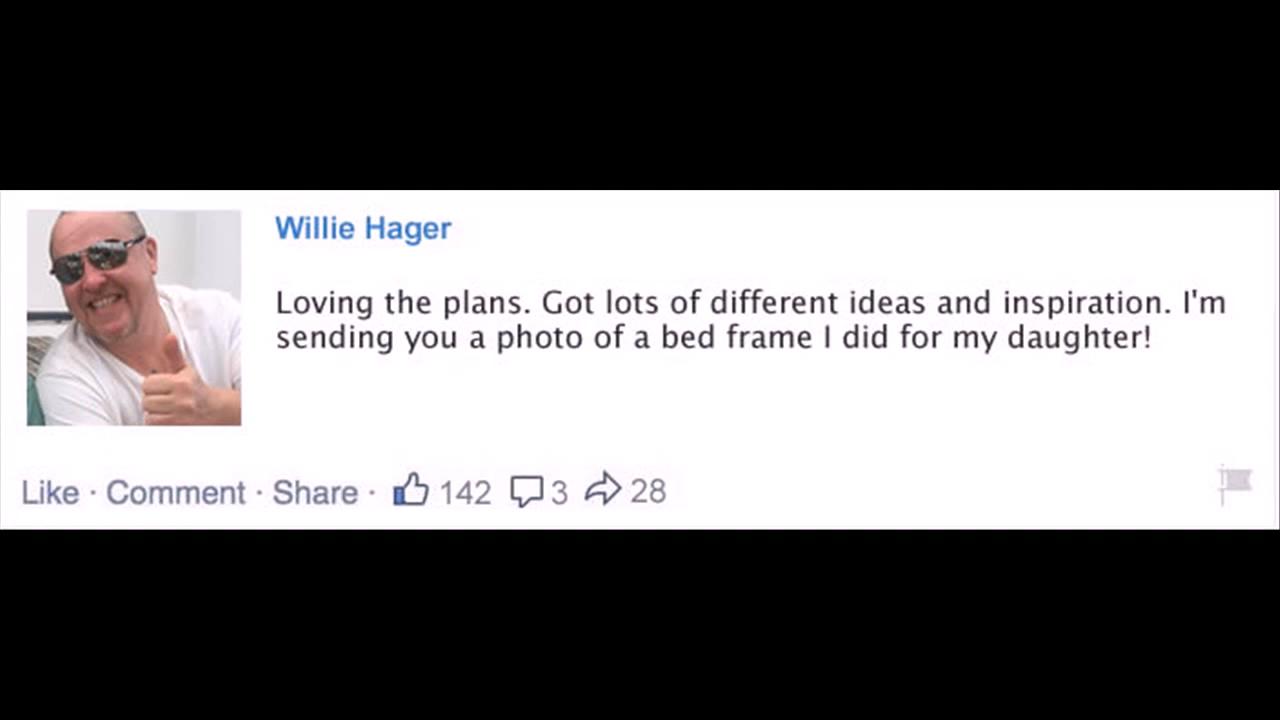 Willie Hager
Loving the plans. Got lots of different ideas and inspiration. I'm
sending you a photo of a bed frame I did for my daughter!
Like · Comment · Share · 142 3 28